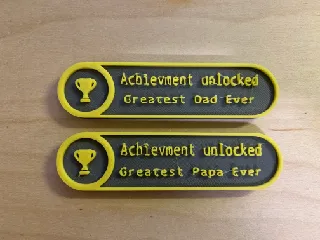 Achievment unlocked
Greatest Dad Ever
Achievment unlocked
Greatest Papa Ever